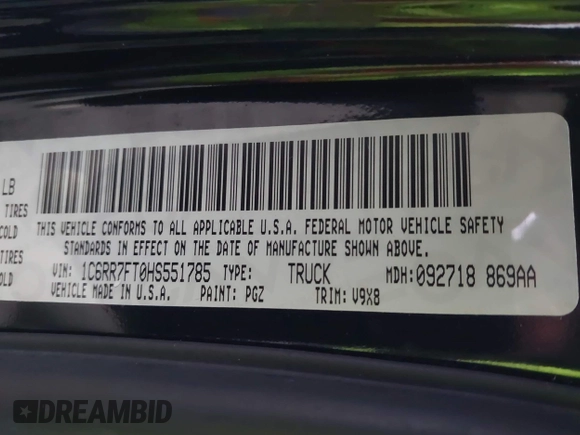 LB
TIRES
COLD
TIRES
COLD
THIS VEHICLE CONFORMS TO ALL APPLICABLE U.S.A. FEDERAL MOTOR VEHICLE SAFETY
STANDARDS IN EFFECT ON THE DATE OF MANUFACTURE SHOWN ABOVE.
VIN: 1C6RR7FT0HS551785 TYPE: TRUCK MDH:092718 869AA
VEHICLE MADE IN U.S.A. PAINT: PGZ TRIM: V9X8
DREAMBID